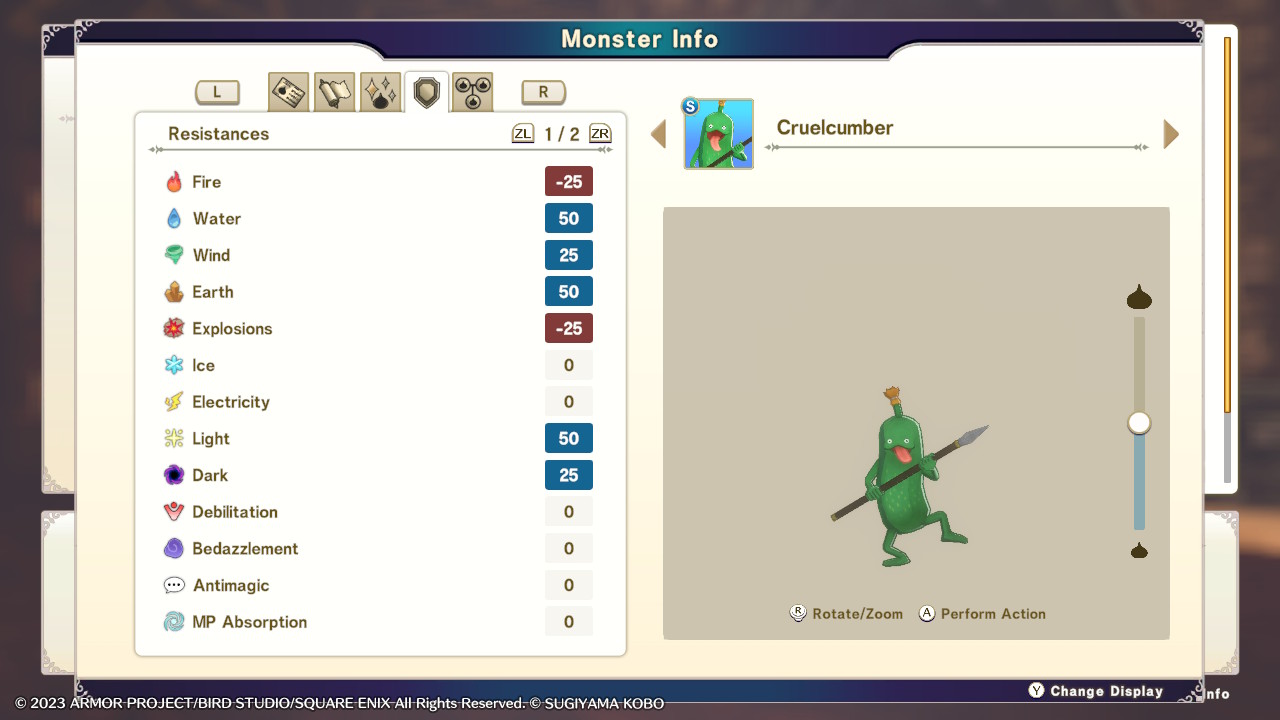 Monster Info
L
R
Resistances
ZL 1 / 2 ZR
S
Cruelcumber
Fire -25
Water 50
Wind 25
Earth 50
Explosions -25
Ice 0
Electricity 0
Light 50
Dark 25
Debilitation 0
Bedazzlement 0
Antimagic 0
MP Absorption 0
R Rotate/Zoom A Perform Action
Y Change Display
nfo
© 2023 ARMOR PROJECT/BIRD STUDIO/SQUARE ENIX All Rights Reserved. © SUGIYAMA KOBO